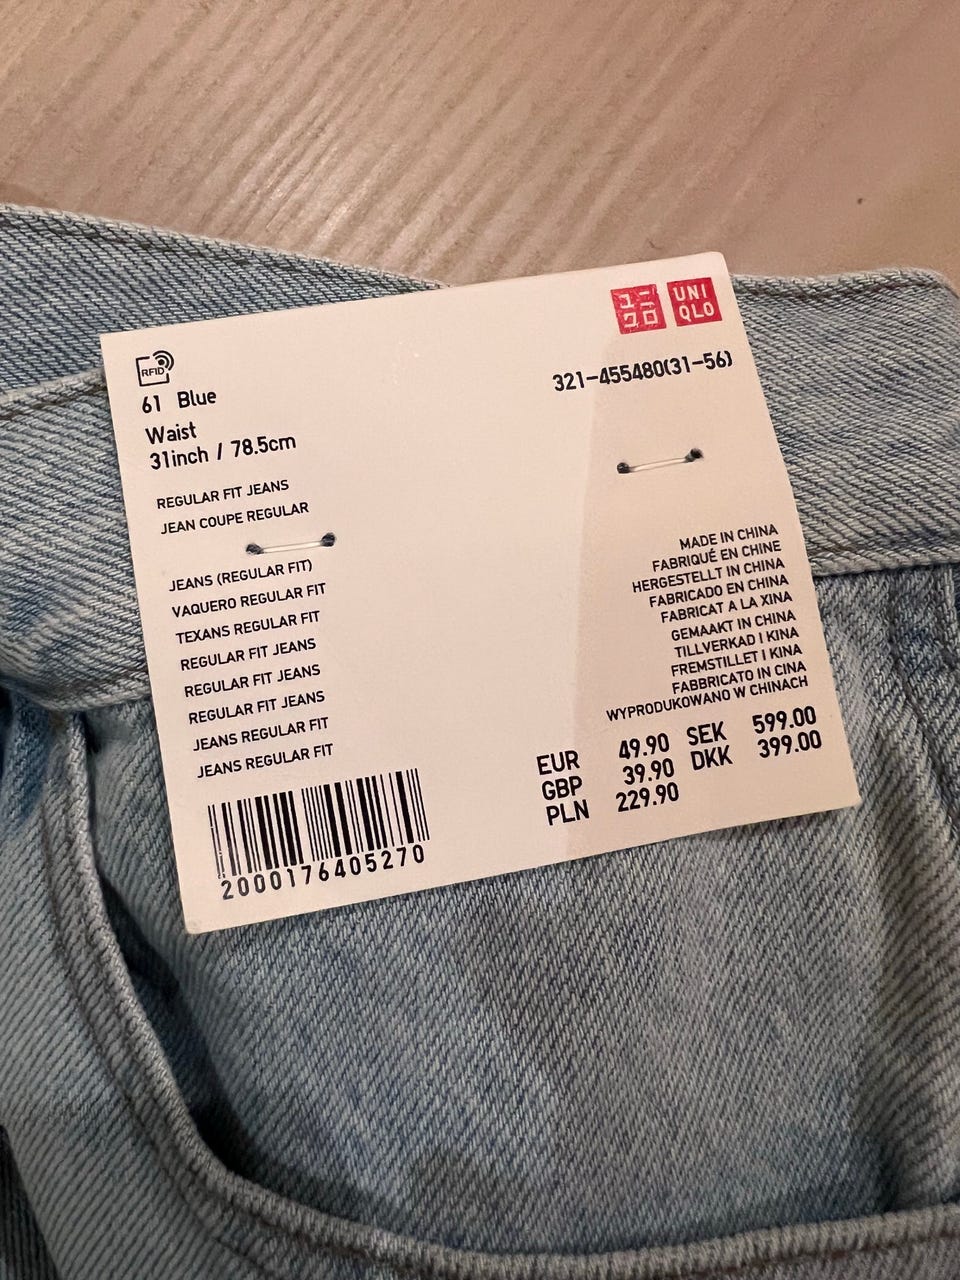 RFID
ユニ
クロ
UNI
QLO
61 Blue
321-455480(31-56)
Waist
31inch / 78.5cm
REGULAR FIT JEANS
JEAN COUPE REGULAR
JEANS (REGULAR FIT)
VAQUERO REGULAR FIT
TEXANS REGULAR FIT
REGULAR FIT JEANS
REGULAR FIT JEANS
REGULAR FIT JEANS
JEANS REGULAR FIT
JEANS REGULAR FIT
MADE IN CHINA
FABRIQUÉ EN CHINE
HERGESTELLT IN CHINA
FABRICADO EN CHINA
FABRICAT A LA XINA
GEMAAKT IN CHINA
TILLVERKAD I KINA
FREMSTILLET I KINA
FABBRICATO IN CINA
WYPRODUKOWANO W CHINACH
EUR 49.90 SEK 599.00
GBP 39.90 DKK 399.00
PLN 229.90
2000176405270